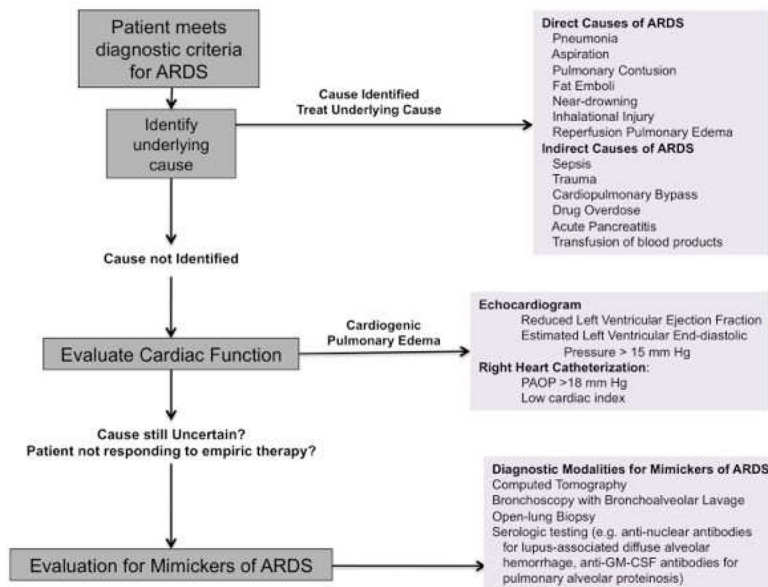 Patient meets
diagnostic criteria
for ARDS
Cause Identified
Treat Underlying Cause
Direct Causes of ARDS
Pneumonia
Aspiration
Pulmonary Contusion
Fat Emboli
Near-drowning
Inhalational Injury
Reperfusion Pulmonary Edema
Indirect Causes of ARDS
Sepsis
Trauma
Cardiopulmonary Bypass
Drug Overdose
Acute Pancreatitis
Transfusion of blood products
Identify
underlying
cause
Cause not Identified
Evaluate Cardiac Function
Cardiogenic
Pulmonary Edema
Echocardiogram
Reduced Left Ventricular Ejection Fraction
Estimated Left Ventricular End-diastolic
Pressure > 15 mm Hg
Right Heart Catheterization:
PAOP >18 mm Hg
Low cardiac index
Cause still Uncertain?
Patient not responding to empiric therapy?
Evaluation for Mimickers of ARDS
Diagnostic Modalities for Mimickers of ARDS
Computed Tomography
Bronchoscopy with Bronchoalveolar Lavage
Open-lung Biopsy
Serologic testing (e.g. anti-nuclear antibodies
for lupus-associated diffuse alveolar
hemorrhage, anti-GM-CSF antibodies for
pulmonary alveolar proteinosis)